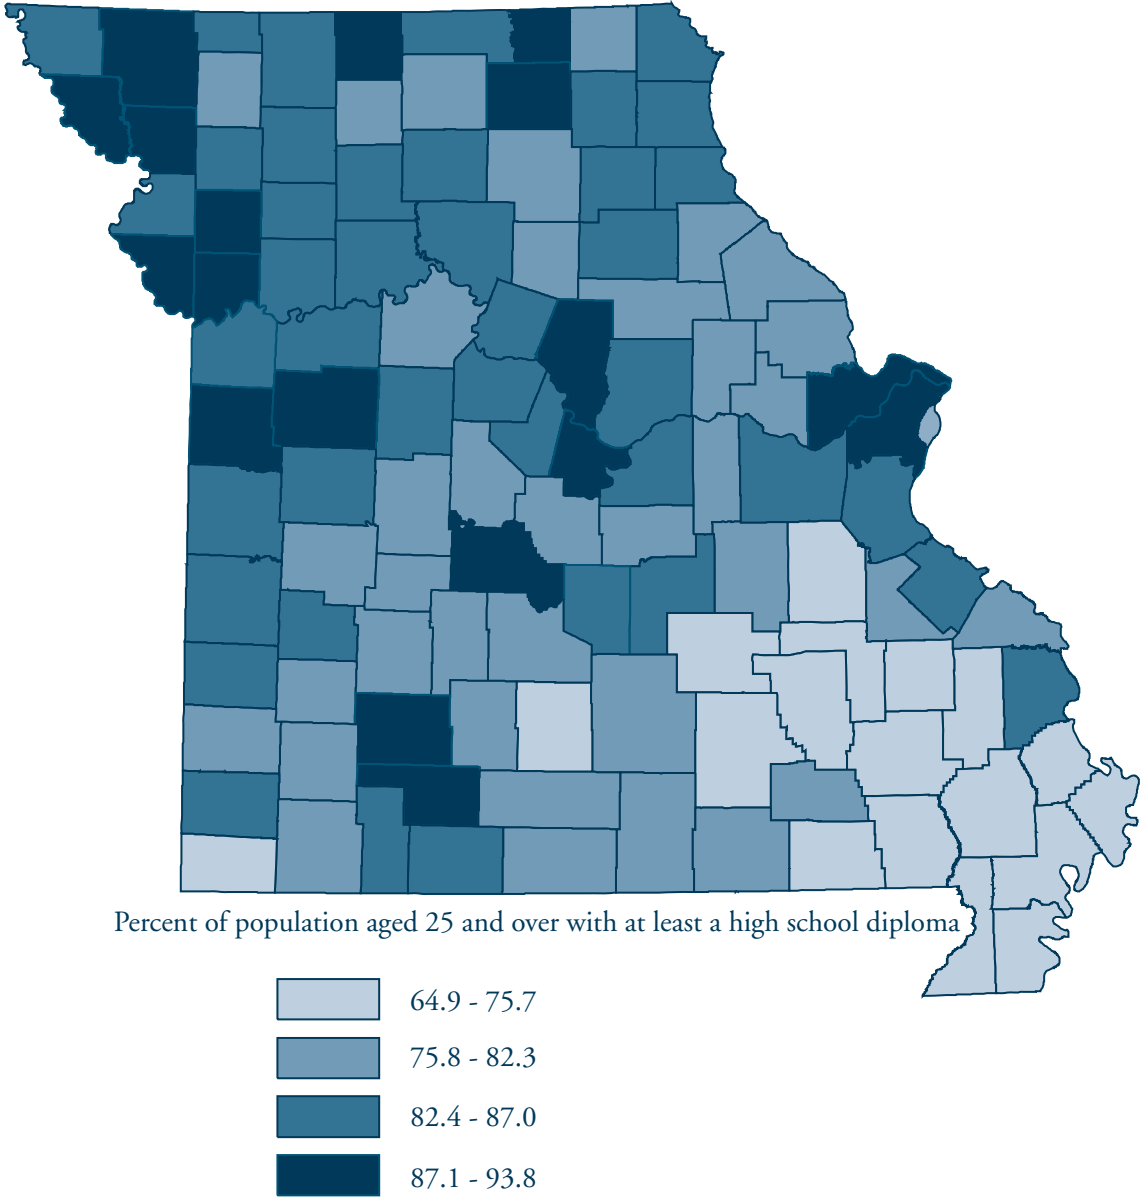 Percent of population aged 25 and over with at least a high school diploma
64.9 - 75.7
75.8 - 82.3
82.4 - 87.0
87.1 - 93.8